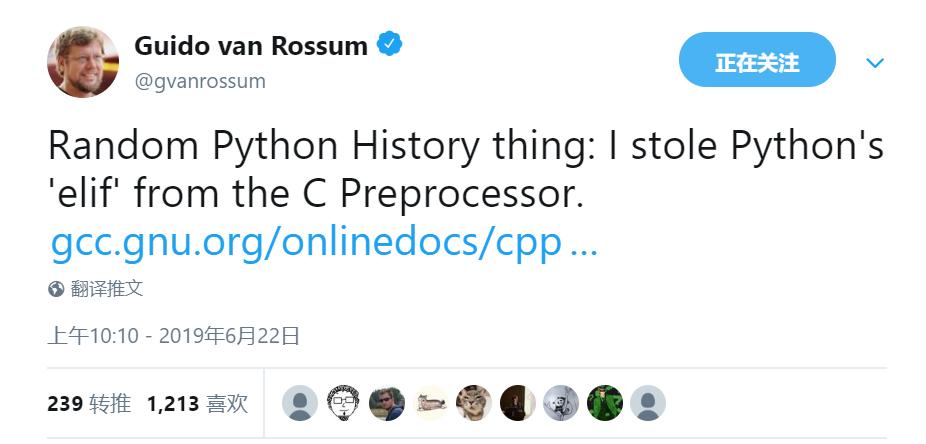 Guido van Rossum
正在关注
@gvanrossum
Random Python History thing: I stole Python's
'elif' from the C Preprocessor.
gcc.gnu.org/onlinedocs/cpp…
翻译推文
上午10:10 - 2019年6月22日
239 转推 1,213 喜欢